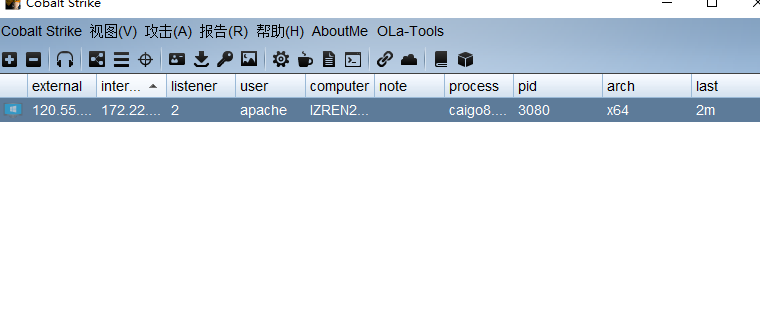 Cobalt Strike
Cobalt Strike 视图(V) 攻击(A) 报告(R) 帮助(H) AboutMe OLa-Tools
external inter... listener user computer note process pid arch last
120.55.... 172.22.... 2 apache IZREN2... caigo8.... 3080 x64 2m